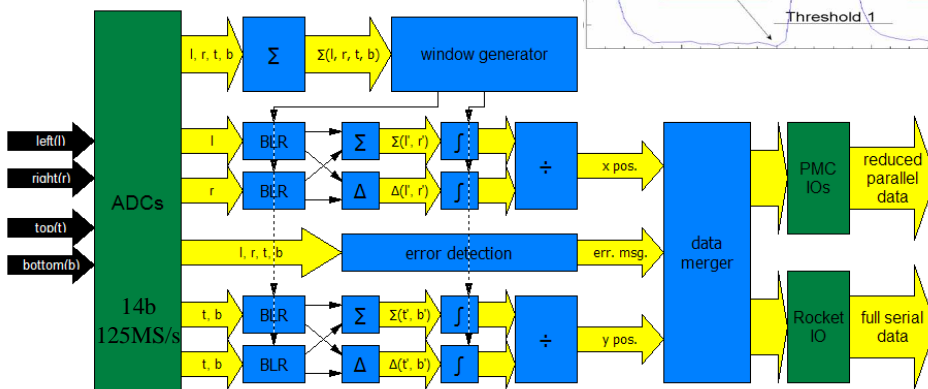 Threshold 1
l, r, t, b
Σ
Σ(l, r, t, b)
window generator
left(l)
right(r)
top(t)
bottom(b)
ADCs
14b
125MS/s
l
BLR
Σ
Σ(l', r')
∫
r
BLR
Δ
Δ(l', r')
∫
÷
x pos.
l, r, t, b
error detection
err. msg.
t, b
BLR
Σ
Σ(t', b')
∫
t, b
BLR
Δ
Δ(t', b')
∫
÷
y pos.
data
merger
PMC
IOs
reduced
parallel
data
Rocket
IO
full serial
data